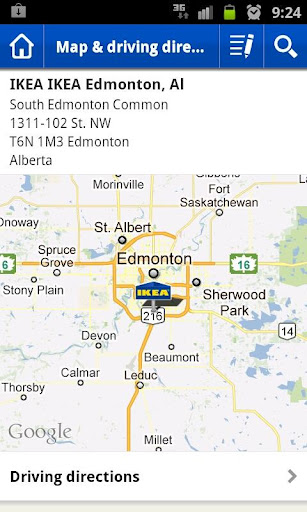 3G 9:24
Map & driving dire...
IKEA IKEA Edmonton, Al
South Edmonton Common
1311-102 St. NW
T6N 1M3 Edmonton
Alberta
Morinville
Gibbons
Fort
Saskatchewan
Onoway
St. Albert
Spruce
Grove
Edmonton
16
16
Stony Plain
IKEA
Sherwood
Park
216
14
Devon
Beaumont
Calmar
Thorsby
Leduc
Millet
Google
Driving directions